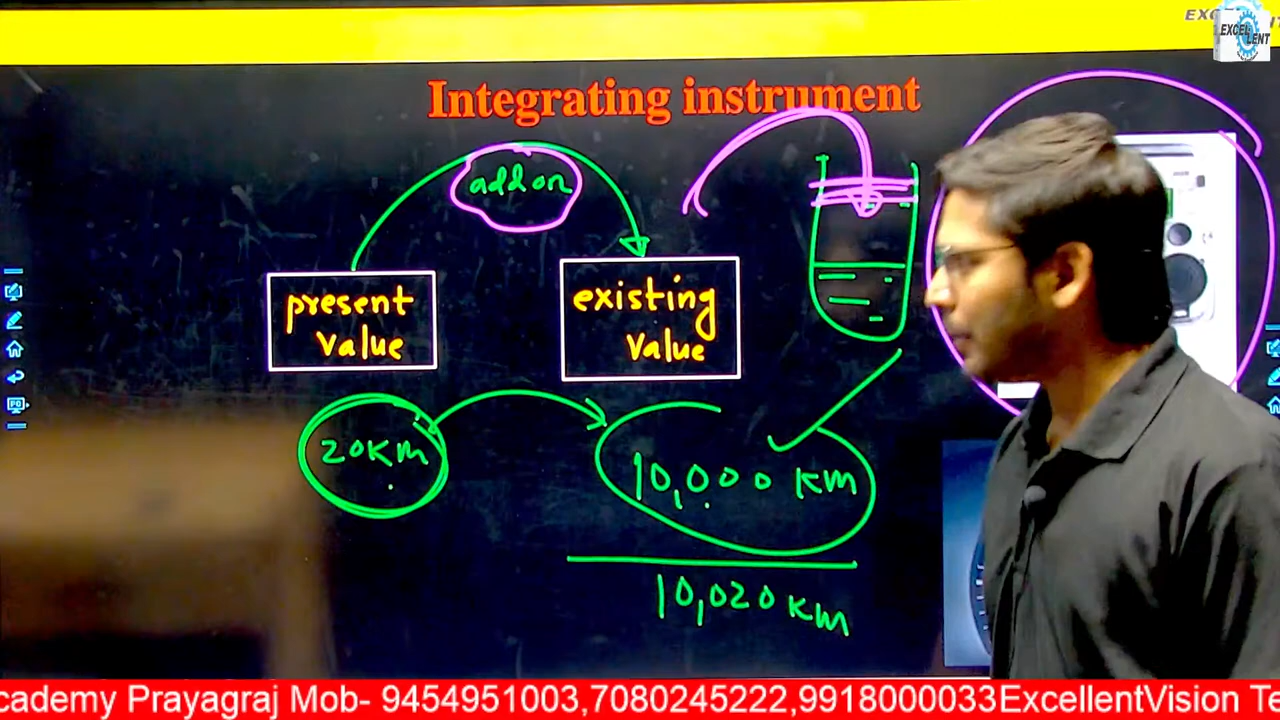 EXCELLENT
Integrating instrument
add on
present
value
existing
value
20Km
10,000 KM
10,020 KM
cademy Prayagraj Mob- 9454951003,7080245222,9918000033ExcellentVision Te